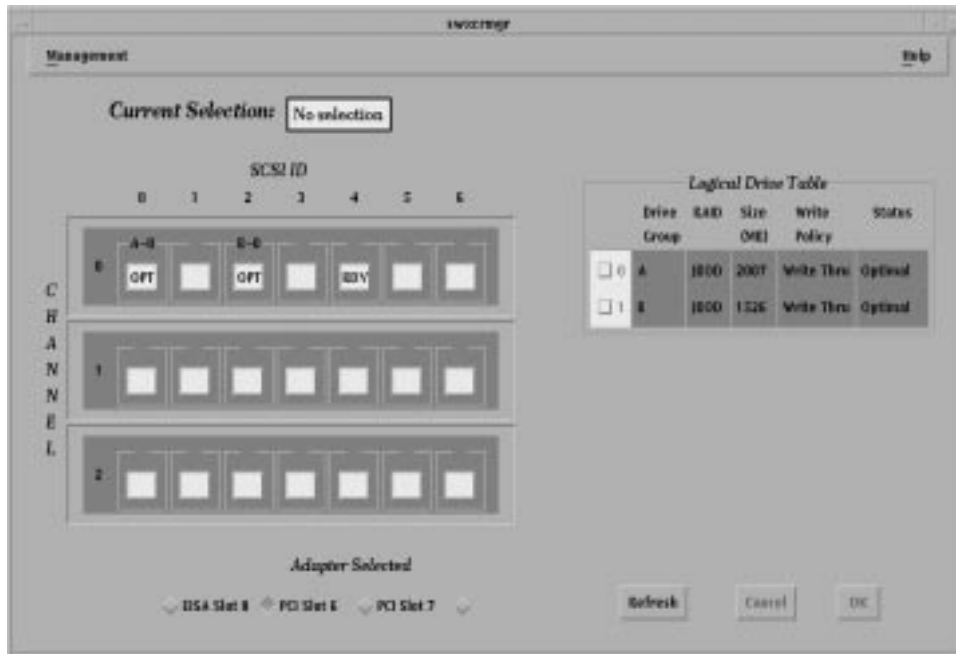 swxcrmgr
Management Help
Current Selection: No selection
SCSI ID
0 1 2 3 4 5 6
CHANNEL
A-0 B-0
0 OPT OPT RDY
1
2
Logical Drive Table
Drive Group RAID Size (MB) Write Policy Status
0 A JBOD 2007 Write Thru Optimal
1 B JBOD 1526 Write Thru Optimal
Adapter Selected
EISA Slot 8 PCI Slot 6 PCI Slot 7
Refresh Cancel OK